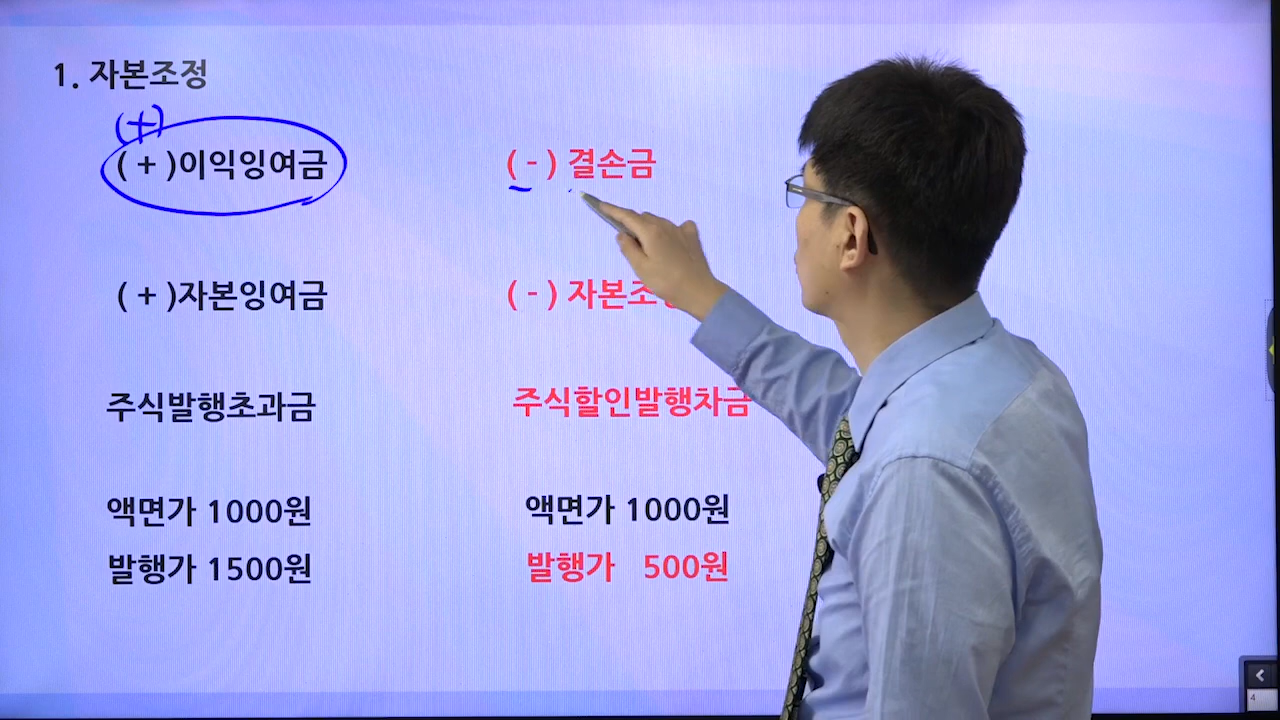 1. 자본조정
(+)
( + )이익잉여금
( - ) 결손금
( + )자본잉여금
( - ) 자본조정
주식발행초과금
주식할인발행차금
액면가 1000원
액면가 1000원
발행가 1500원
발행가 500원
4